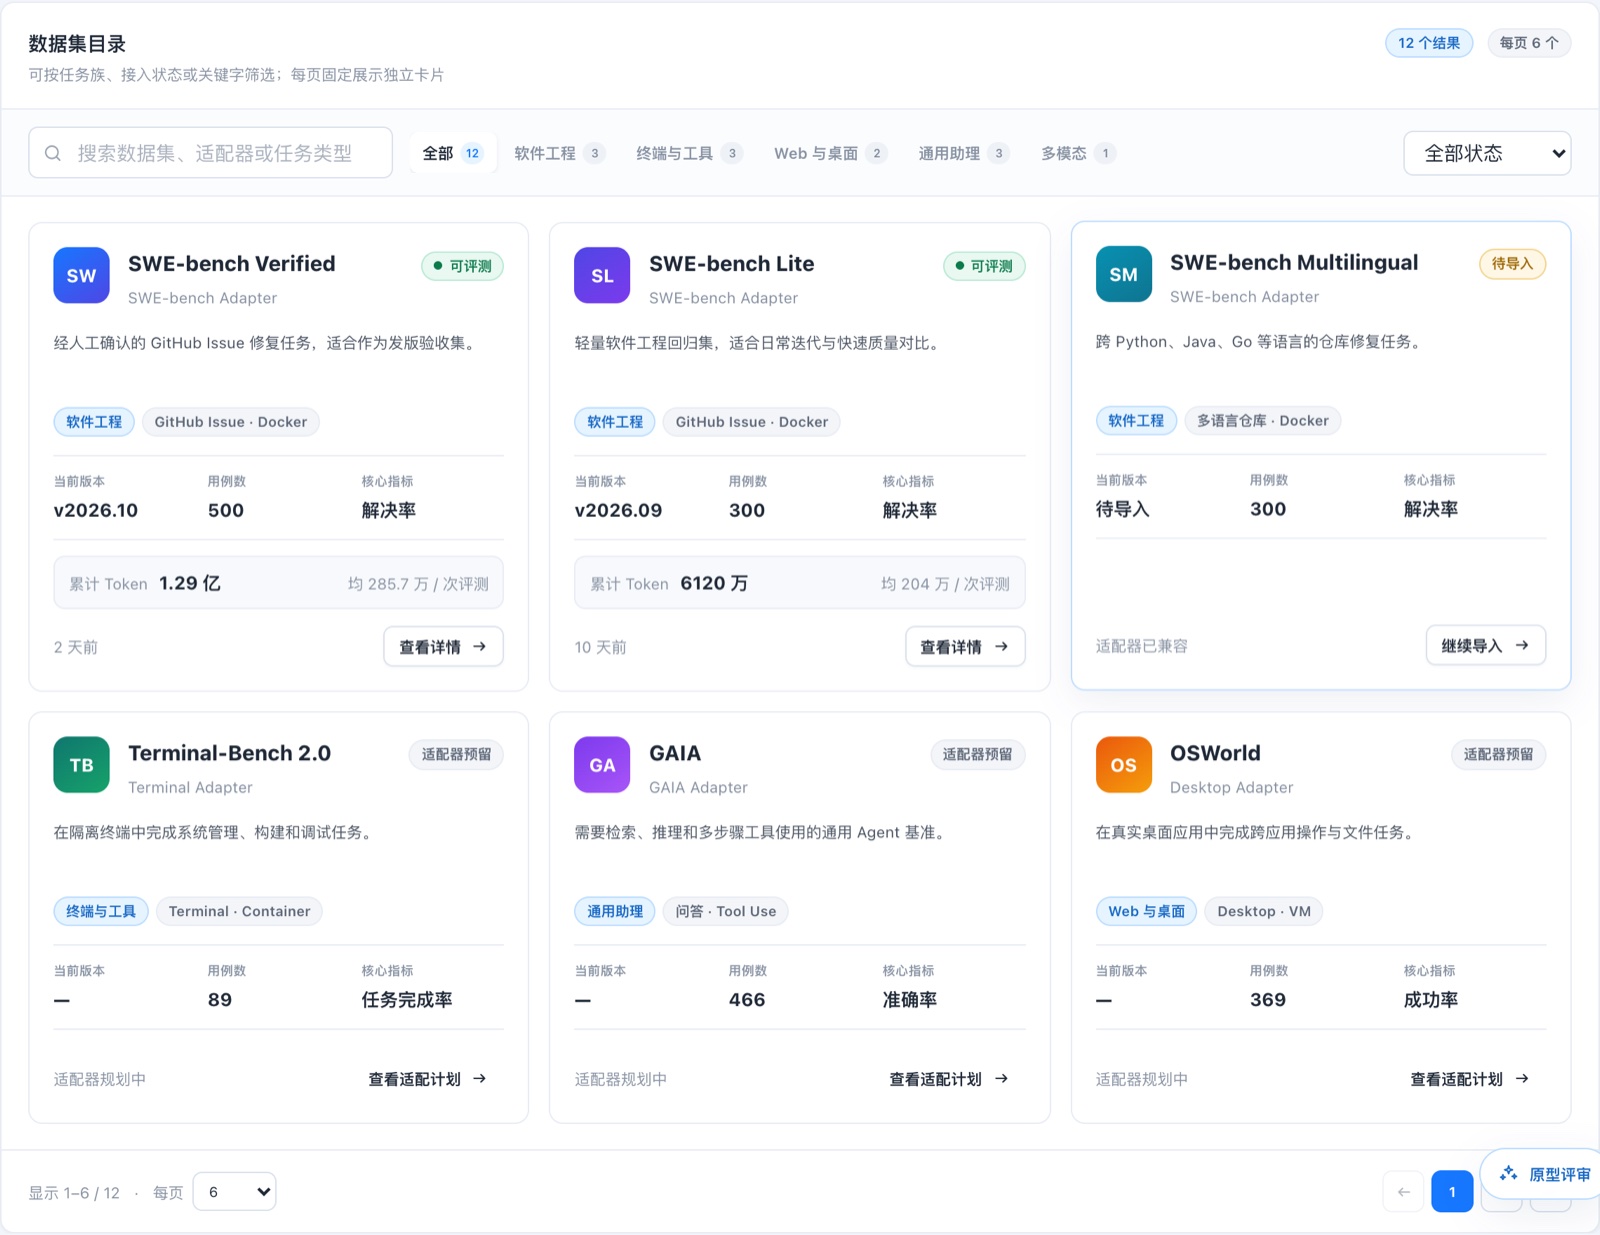 数据集目录
12 个结果
每页 6 个
可按任务族、接入状态或关键字筛选；每页固定展示独立卡片
搜索数据集、适配器或任务类型
全部 12
软件工程 3
终端与工具 3
Web 与桌面 2
通用助理 3
多模态 1
全部状态
SW
SWE-bench Verified
可评测
SWE-bench Adapter
经人工确认的 GitHub Issue 修复任务，适合作为发版验收集。
软件工程
GitHub Issue · Docker
当前版本 用例数 核心指标
v2026.10 500 解决率
累计 Token 1.29 亿 均 285.7 万 / 次评测
2 天前 查看详情 →
SL
SWE-bench Lite
可评测
SWE-bench Adapter
轻量软件工程回归集，适合日常迭代与快速质量对比。
软件工程
GitHub Issue · Docker
当前版本 用例数 核心指标
v2026.09 300 解决率
累计 Token 6120 万 均 204 万 / 次评测
10 天前 查看详情 →
SM
SWE-bench Multilingual
待导入
SWE-bench Adapter
跨 Python、Java、Go 等语言的仓库修复任务。
软件工程
多语言仓库 · Docker
当前版本 用例数 核心指标
待导入 300 解决率
适配器已兼容 继续导入 →
TB
Terminal-Bench 2.0
适配器预留
Terminal Adapter
在隔离终端中完成系统管理、构建和调试任务。
终端与工具
Terminal · Container
当前版本 用例数 核心指标
— 89 任务完成率
适配器规划中 查看适配计划 →
GA
GAIA
适配器预留
GAIA Adapter
需要检索、推理和多步骤工具使用的通用 Agent 基准。
通用助理
问答 · Tool Use
当前版本 用例数 核心指标
— 466 准确率
适配器规划中 查看适配计划 →
OS
OSWorld
适配器预留
Desktop Adapter
在真实桌面应用中完成跨应用操作与文件任务。
Web 与桌面
Desktop · VM
当前版本 用例数 核心指标
— 369 成功率
适配器规划中 查看适配计划 →
显示 1–6 / 12 · 每页 6
← 1
原型评审